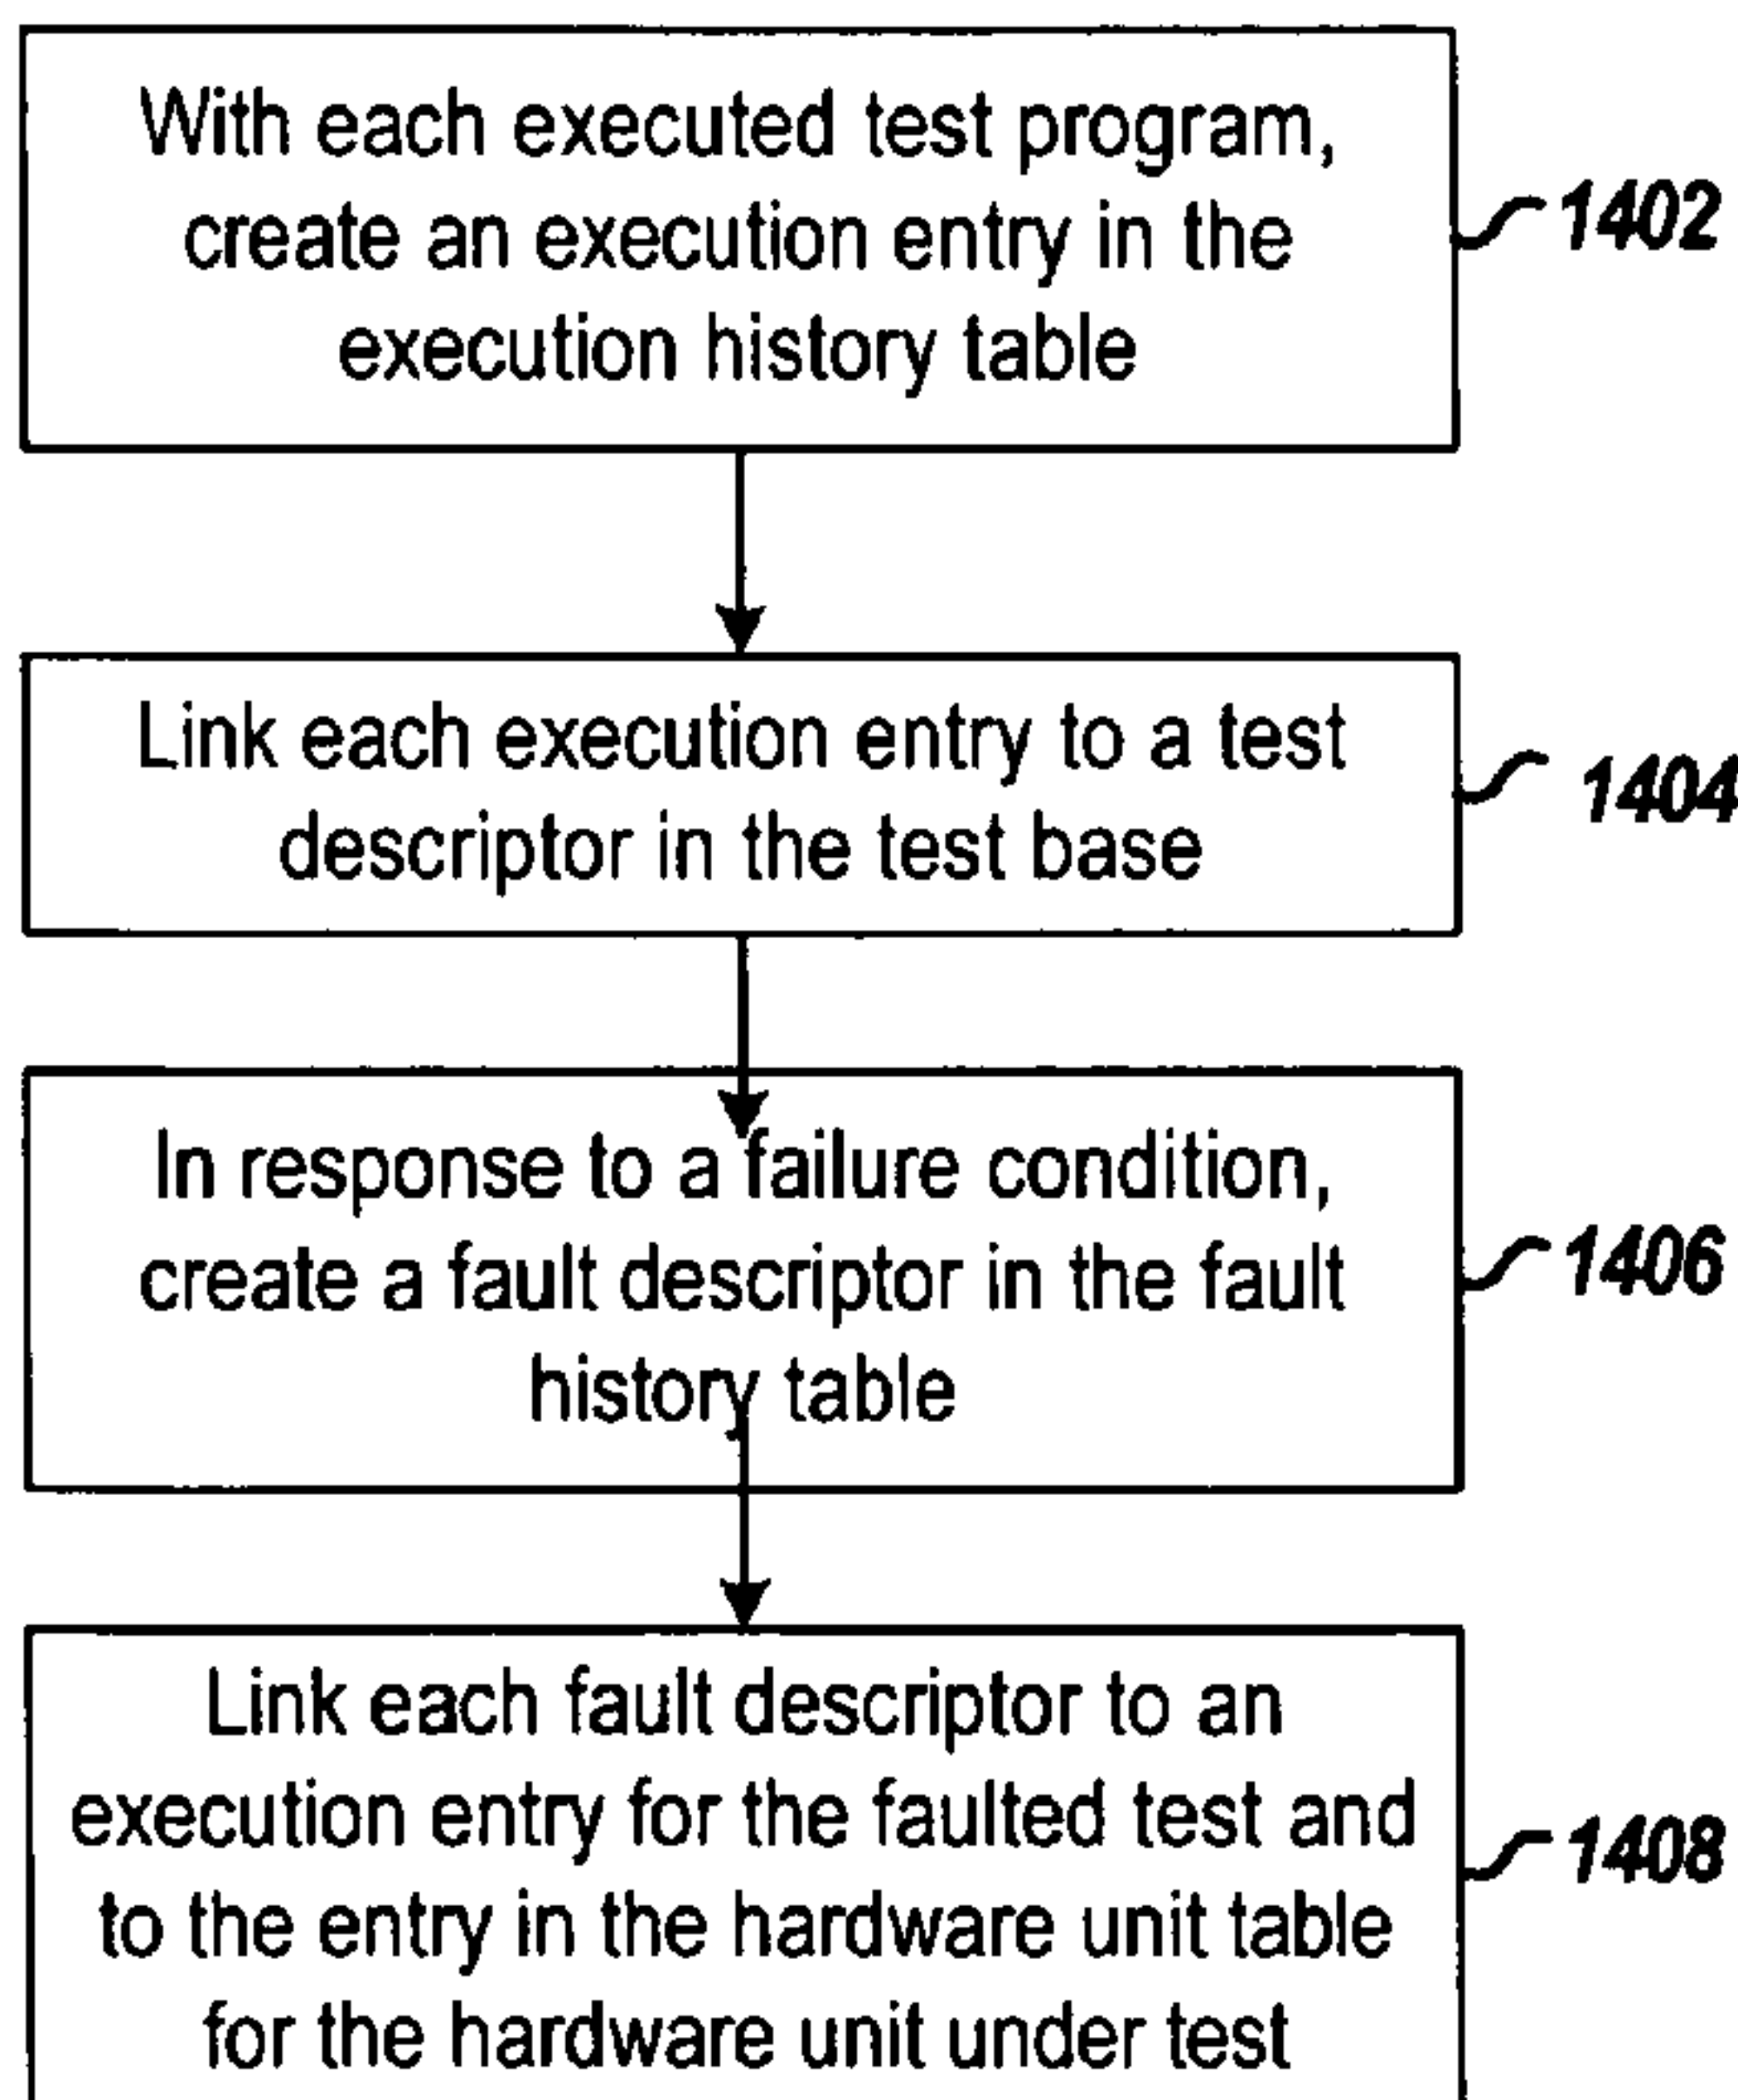 With each executed test program,
create an execution entry in the
execution history table
1402
Link each execution entry to a test
descriptor in the test base
1404
In response to a failure condition,
create a fault descriptor in the fault
history table
1406
Link each fault descriptor to an
execution entry for the faulted test and
to the entry in the hardware unit table
for the hardware unit under test
1408